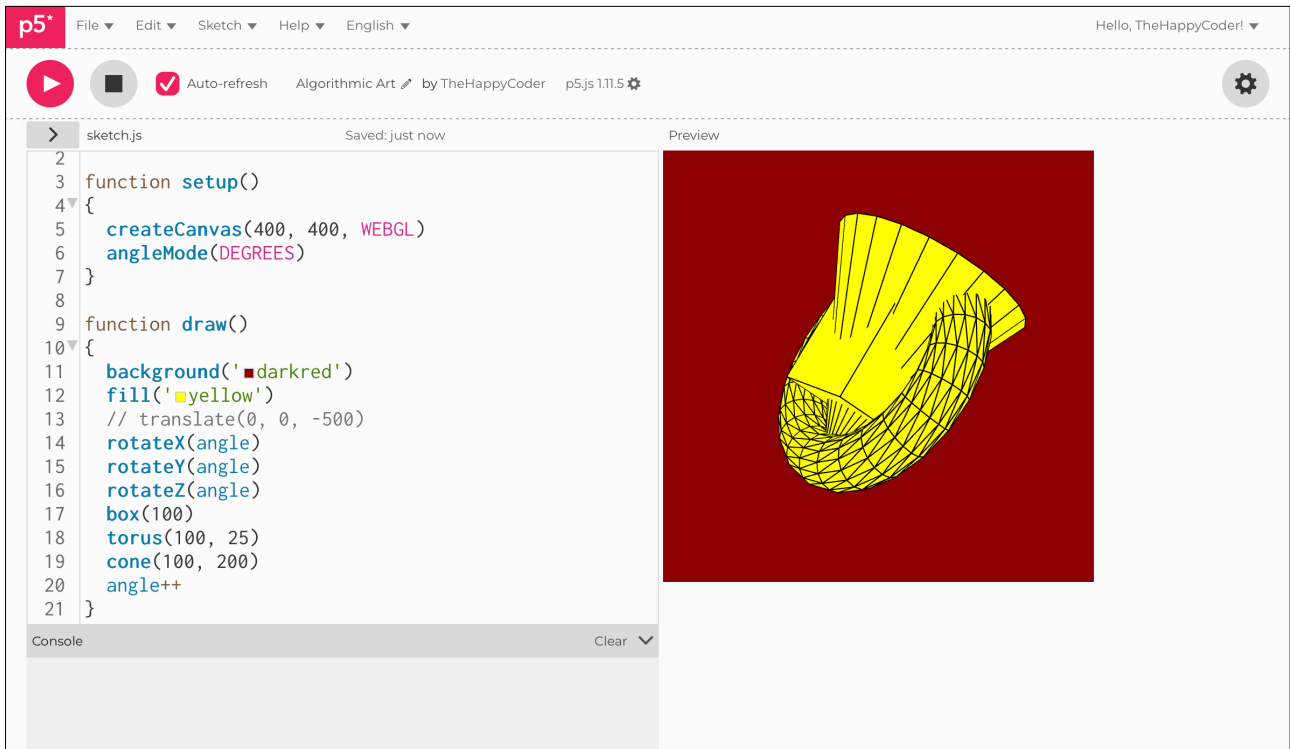 p5* File Edit Sketch Help English Hello, TheHappyCoder!
Auto-refresh Algorithmic Art by TheHappyCoder p5.js 1.11.5
sketch.js Saved: just now Preview
2
3 function setup()
4 {
5   createCanvas(400, 400, WEBGL)
6   angleMode(DEGREES)
7 }
8
9 function draw()
10 {
11   background('darkred')
12   fill('yellow')
13   // translate(0, 0, -500)
14   rotateX(angle)
15   rotateY(angle)
16   rotateZ(angle)
17   box(100)
18   torus(100, 25)
19   cone(100, 200)
20   angle++
21 }
Console Clear